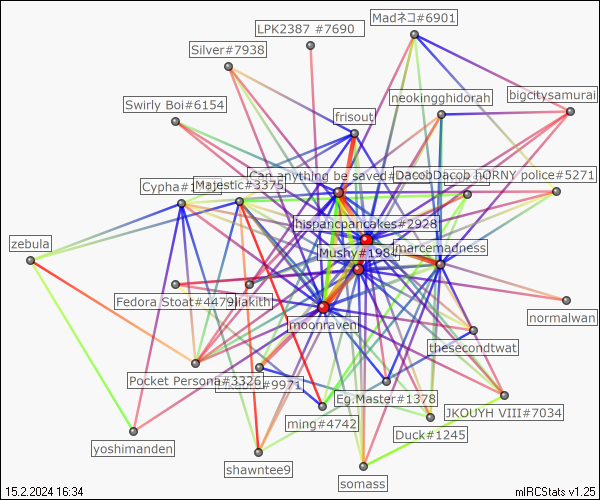 LPK2387 #7690
Madネコ#6901
Silver#7938
bigcitysamurai
neokingghidorah
Swirly Boi#6154
frisout
Can anything be saved#
DacobDacob hORNY police#5271
Cypha#1
Majestic#3375
hispanicpancakes#2928
zebula
marcemadness
Mushy#1984
Fedora Stoat#4479
liakith
normalwan
moonraven
thesecondtwat
Pocket Persona#3326
#9971
Eg.Master#1378
JKOUYH VIII#7034
ming#4742
Duck#1245
yoshimanden
shawntee9
somass
15.2.2024 16:34
mIRCStats v1.25